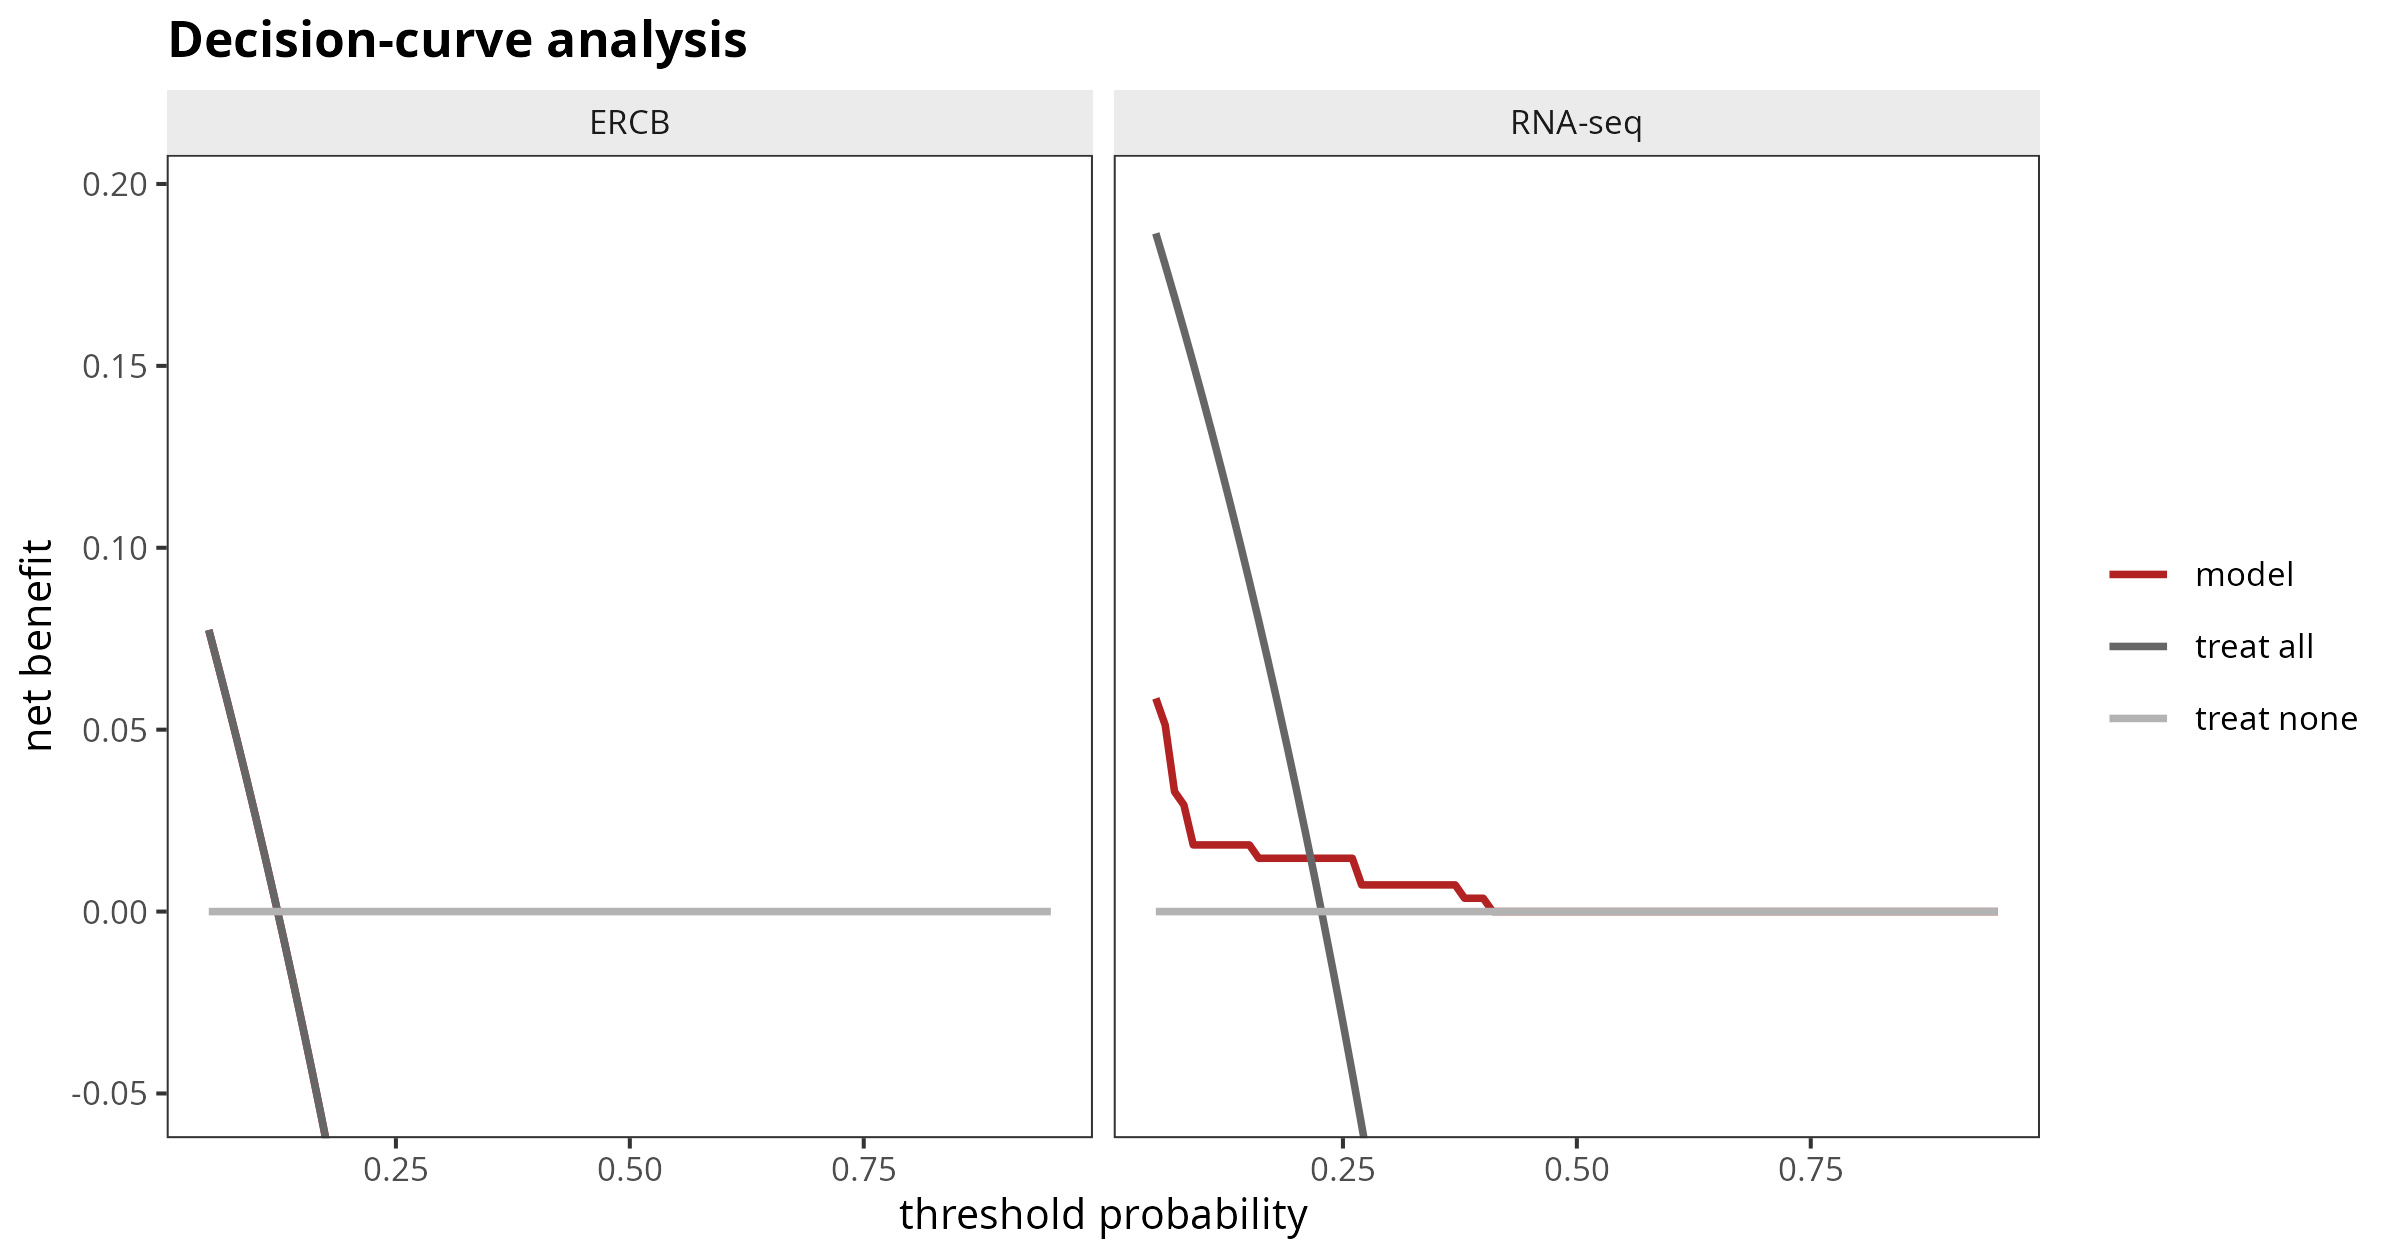 Decision-curve analysis
ERCB
RNA-seq
net benefit
0.20
0.15
0.10
0.05
0.00
-0.05
0.25 0.50 0.75
0.25 0.50 0.75
threshold probability
model
treat all
treat none